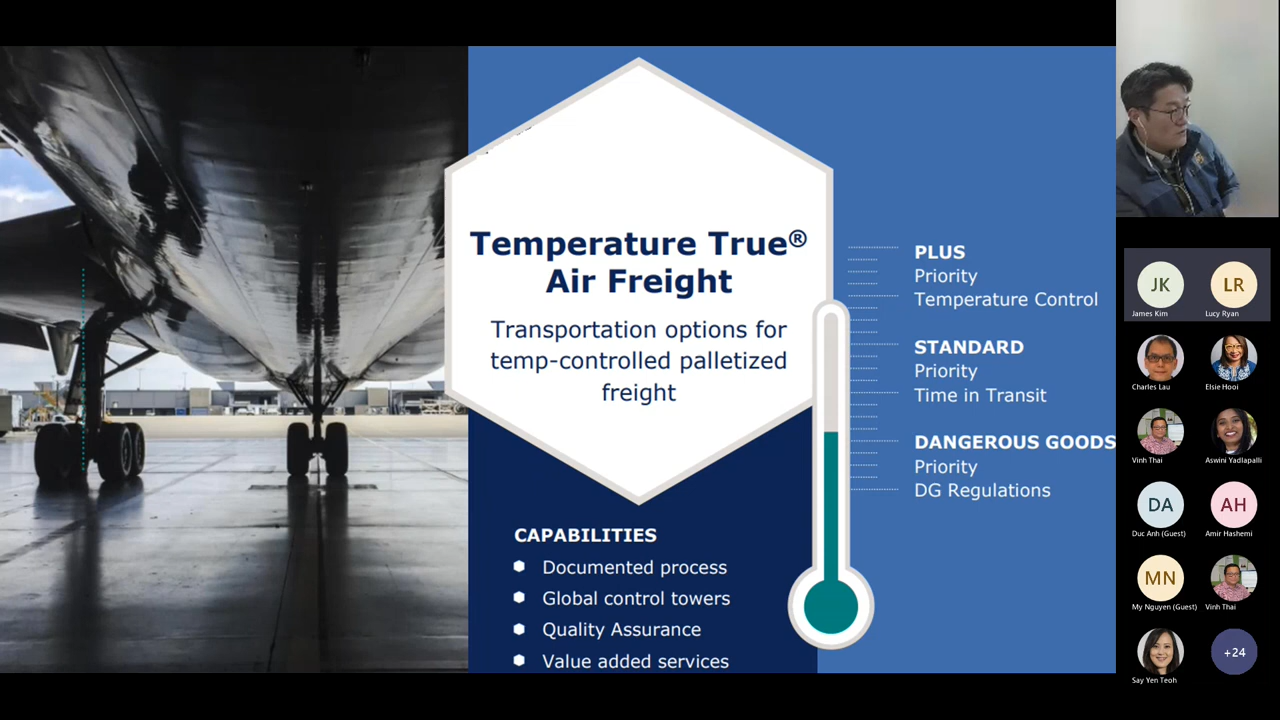 Temperature True®
Air Freight
Transportation options for
temp-controlled palletized
freight
PLUS
Priority
Temperature Control
STANDARD
Priority
Time in Transit
DANGEROUS GOODS
Priority
DG Regulations
CAPABILITIES
Documented process
Global control towers
Quality Assurance
Value added services
JK
LR
James Kim
Lucy Ryan
Charles Lau
Elsie Hooi
Vinh Thai
Aswini Yadlapalli
DA
AH
Duc Anh (Guest)
Amir Hashemi
MN
My Nguyen (Guest)
Vinh Thai
+24
Say Yen Teoh